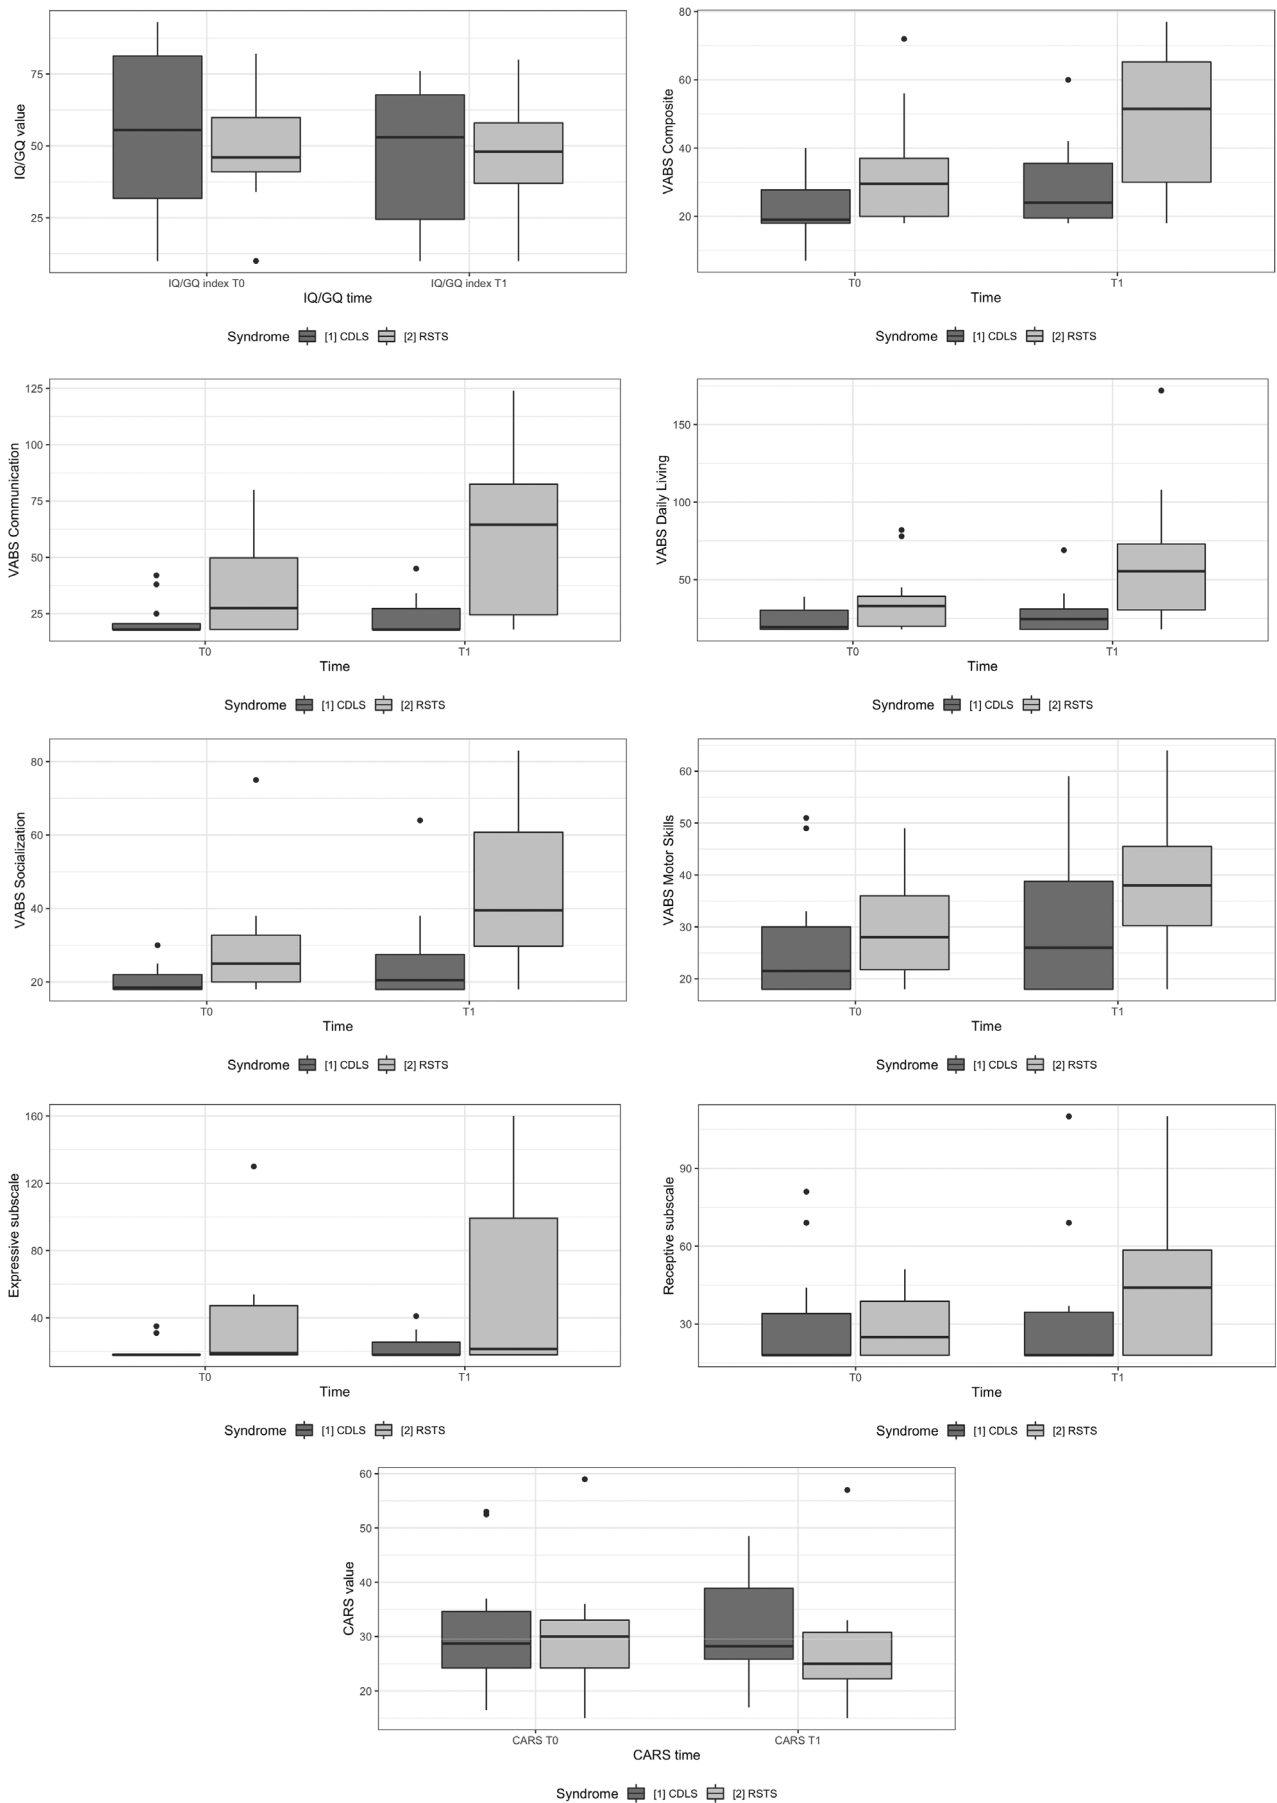 75
50
25
IQ/GQ value
IQ/GQ index T0
IQ/GQ index T1
IQ/GQ time
Syndrome [1] CDLS [2] RSTS
80
60
40
20
VABS Composite
T0
T1
Time
Syndrome [1] CDLS [2] RSTS
125
100
75
50
25
VABS Communication
T0
T1
Time
Syndrome [1] CDLS [2] RSTS
150
100
50
VABS Daily Living
T0
T1
Time
Syndrome [1] CDLS [2] RSTS
80
60
40
20
VABS Socialization
T0
T1
Time
Syndrome [1] CDLS [2] RSTS
60
50
40
30
20
VABS Motor Skills
T0
T1
Time
Syndrome [1] CDLS [2] RSTS
160
120
80
40
Expressive subscale
T0
T1
Time
Syndrome [1] CDLS [2] RSTS
90
60
30
Receptive subscale
T0
T1
Time
Syndrome [1] CDLS [2] RSTS
60
50
40
30
20
CARS value
CARS T0
CARS T1
CARS time
Syndrome [1] CDLS [2] RSTS